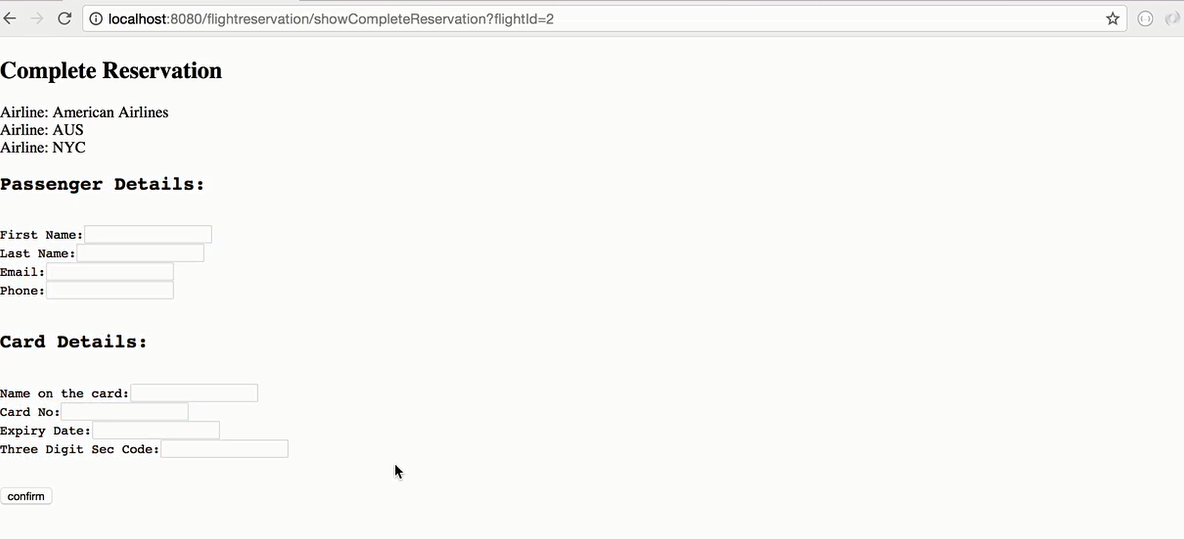 localhost:8080/flightreservation/showCompleteReservation?flightId=2
Complete Reservation
Airline: American Airlines
Airline: AUS
Airline: NYC
Passenger Details:
First Name:
Last Name:
Email:
Phone:
Card Details:
Name on the card:
Card No:
Expiry Date:
Three Digit Sec Code:
confirm